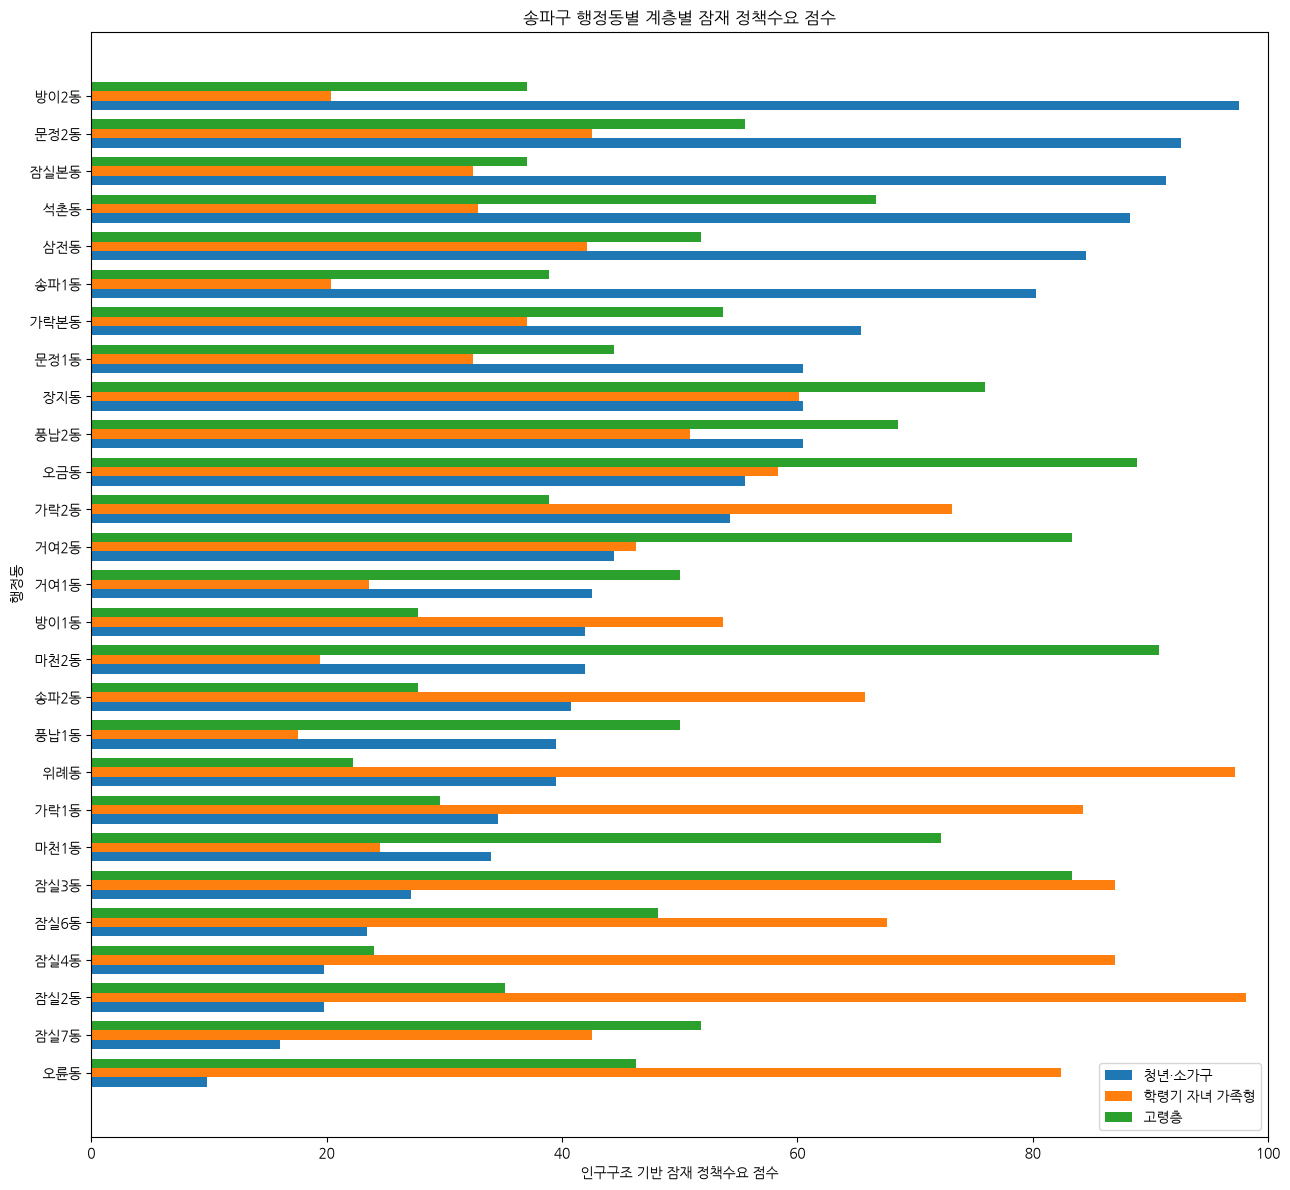 송파구 행정동별 계층별 잠재 정책수요 점수
방이2동
문정2동
잠실본동
석촌동
삼전동
송파1동
가락본동
문정1동
장지동
풍납2동
오금동
가락2동
거여2동
거여1동
방이1동
마천2동
송파2동
풍납1동
위례동
가락1동
마천1동
잠실3동
잠실6동
잠실4동
잠실2동
잠실7동
오륜동
행정동
청년·소가구
학령기 자녀 가족형
고령층
0 20 40 60 80 100
인구구조 기반 잠재 정책수요 점수